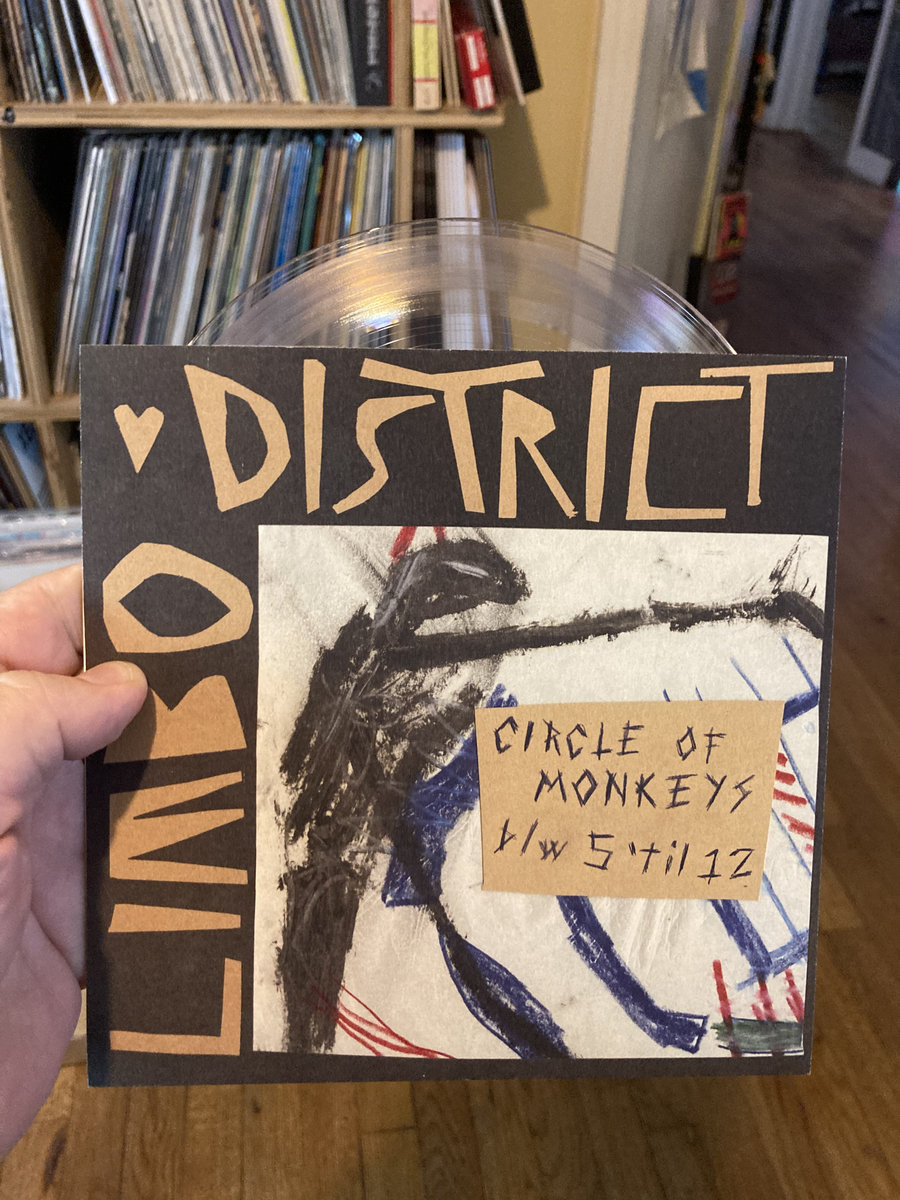 LIMBO
DISTRICT
CIRCLE OF
MONKEYS
b/w 5 'til 12